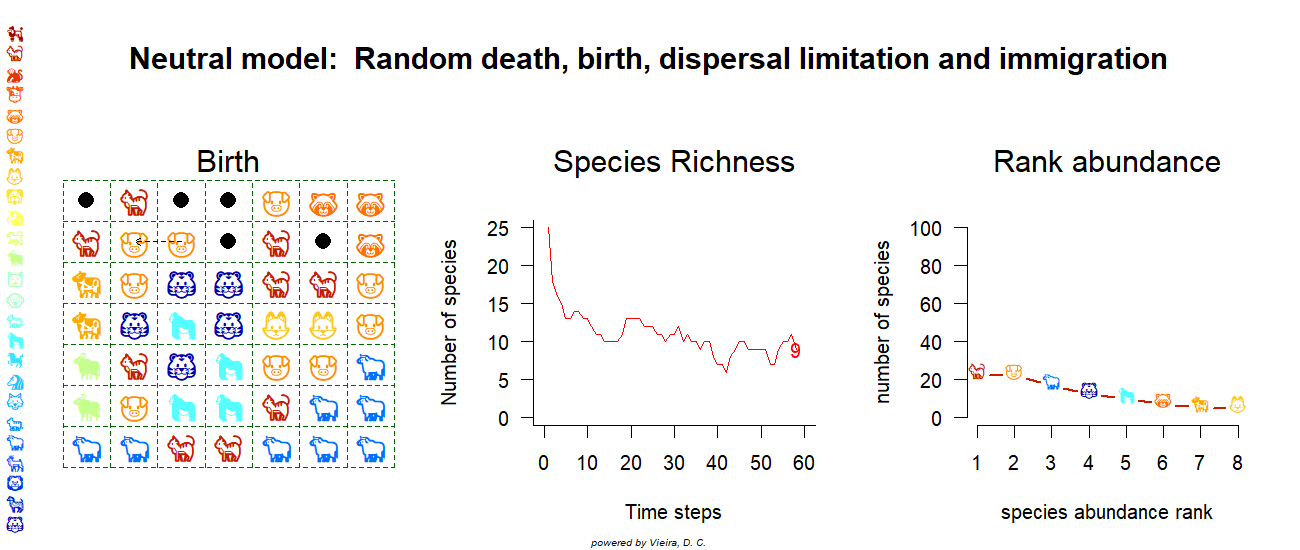 Neutral model:  Random death, birth, dispersal limitation and immigration
Birth
Species Richness
Number of species
25
20
15
10
5
0
9
0 10 20 30 40 50 60
Time steps
Rank abundance
number of species
100
80
60
40
20
0
1 2 3 4 5 6 7 8
species abundance rank
powered by Vieira, D. C.